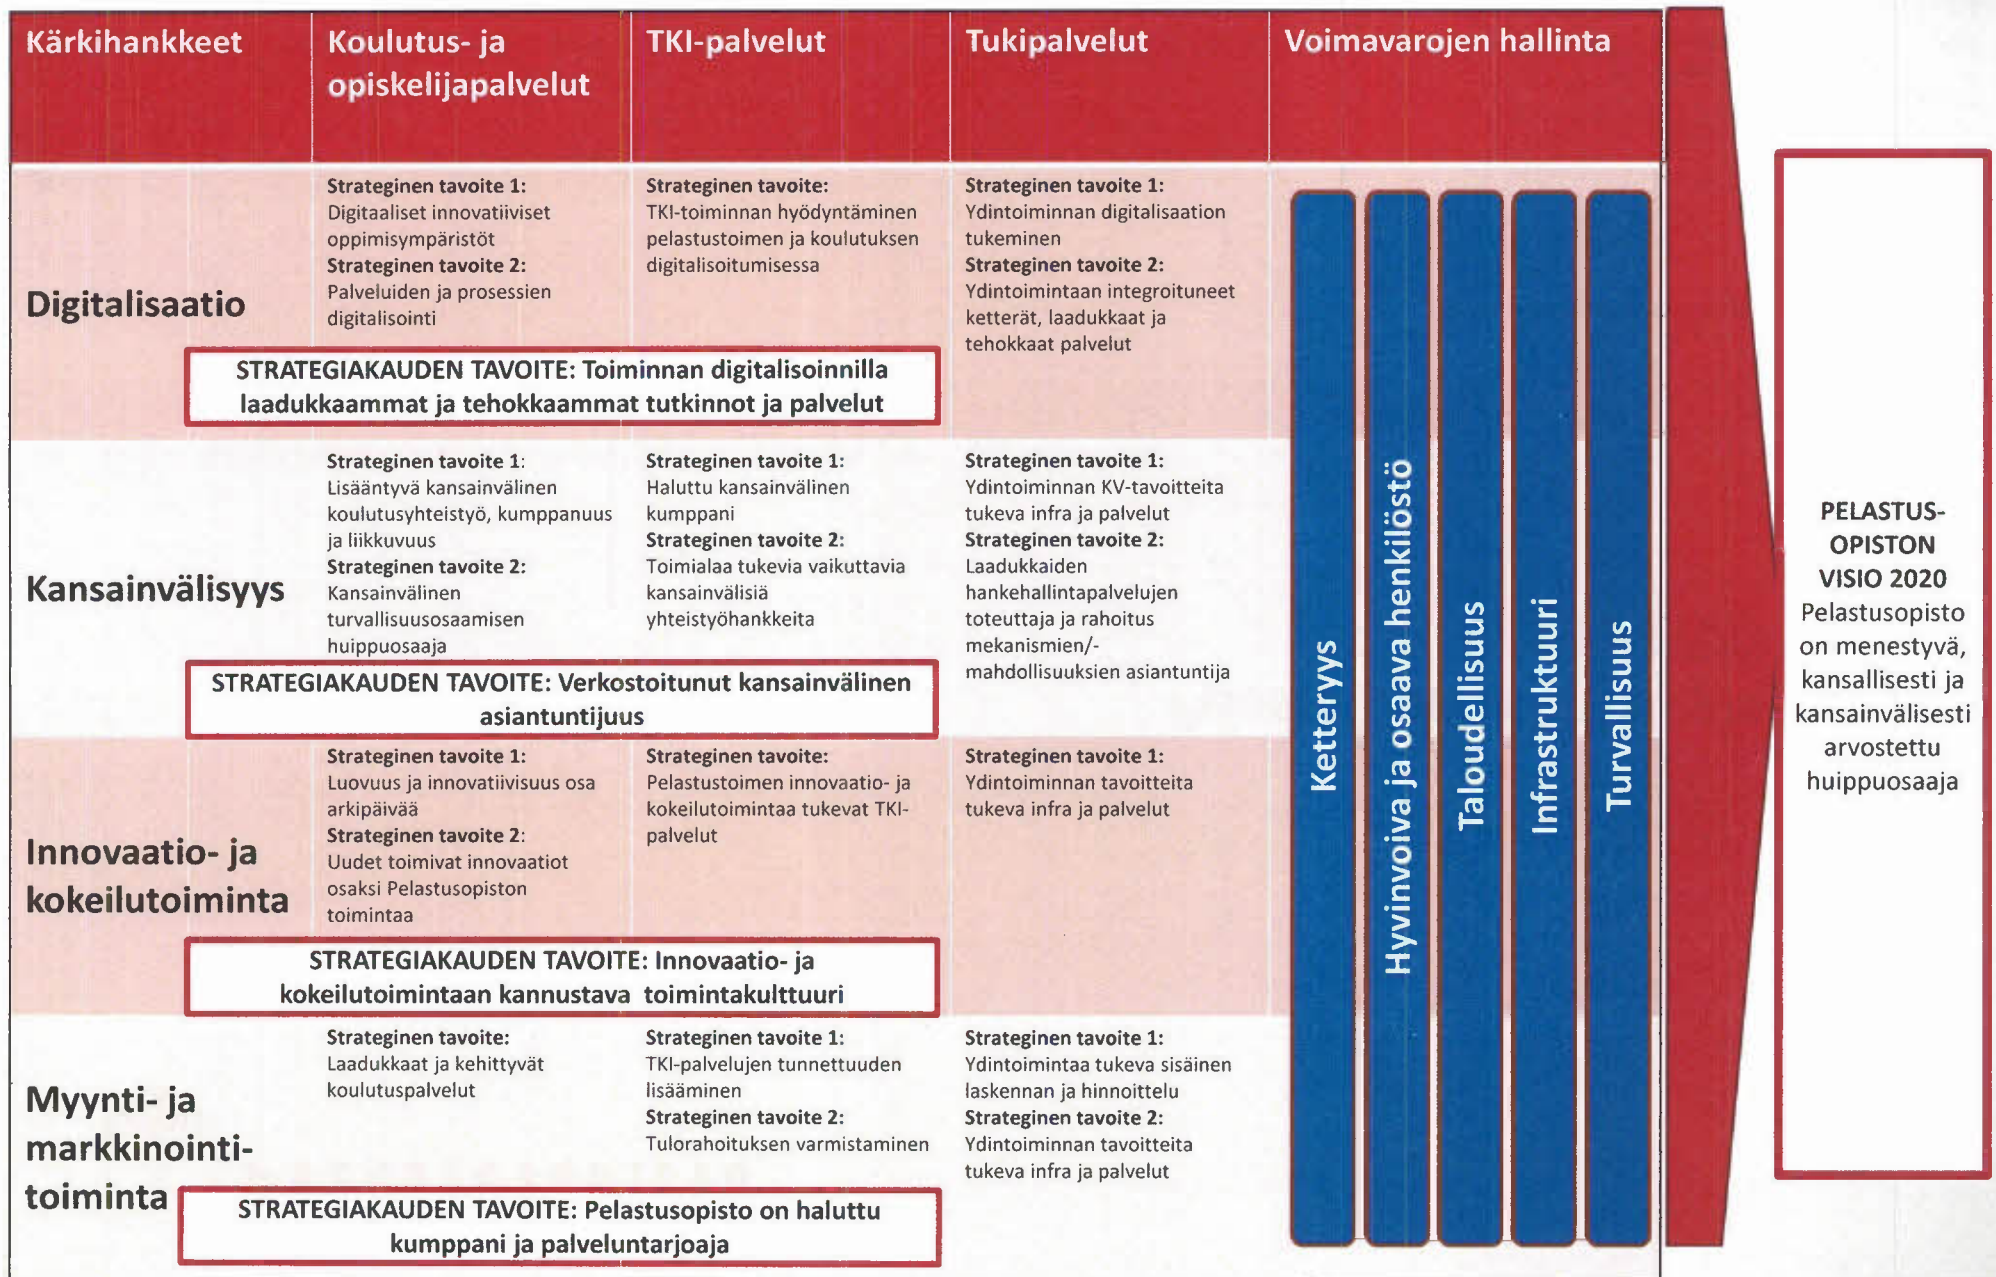 Kärkihankkeet
Koulutus- ja
opiskelijapalvelut
TKI-palvelut
Tukipalvelut
Voimavarojen hallinta
Digitalisaatio
Strateginen tavoite 1:
Digitaaliset innovatiiviset
oppimisympäristöt
Strateginen tavoite 2:
Palveluiden ja prosessien
digitalisointi
Strateginen tavoite:
TKI-toiminnan hyödyntäminen
pelastustoimen ja koulutuksen
digitalisoitumisessa
Strateginen tavoite 1:
Ydintoiminnan digitalisaation
tukeminen
Strateginen tavoite 2:
Ydintoimintaan integroituneet
ketterät, laadukkaat ja
tehokkaat palvelut
STRATEGIAKAUDEN TAVOITE: Toiminnan digitalisoinnilla
laadukkaammat ja tehokkaammat tutkinnot ja palvelut
Kansainvälisyys
Strateginen tavoite 1:
Lisääntyvä kansainvälinen
koulutusyhteistyö, kumppanuus
ja liikkuvuus
Strateginen tavoite 2:
Kansainvälinen
turvallisuusosaamisen
huippuosaaja
Strateginen tavoite 1:
Haluttu kansainvälinen
kumppani
Strateginen tavoite 2:
Toimialaa tukevia vaikuttavia
kansainvälisiä
yhteistyöhankkeita
Strateginen tavoite 1:
Ydintoiminnan KV-tavoitteita
tukeva infra ja palvelut
Strateginen tavoite 2:
Laadukkaiden
hankehallintapalvelujen
toteuttaja ja rahoitus
mekanismien/-
mahdollisuuksien asiantuntija
STRATEGIAKAUDEN TAVOITE: Verkostoitunut kansainvälinen
asiantuntijuus
Innovaatio- ja
kokeilutoiminta
Strateginen tavoite 1:
Luovuus ja innovatiivisuus osa
arkipäivää
Strateginen tavoite 2:
Uudet toimivat innovaatiot
osaksi Pelastusopiston
toimintaa
Strateginen tavoite:
Pelastustoimen innovaatio- ja
kokeilutoimintaa tukevat TKI-
palvelut
Strateginen tavoite 1:
Ydintoiminnan tavoitteita
tukeva infra ja palvelut
STRATEGIAKAUDEN TAVOITE: Innovaatio- ja
kokeilutoimintaan kannustava toimintakulttuuri
Myynti- ja
markkinointi-
toiminta
Strateginen tavoite:
Laadukkaat ja kehittyvät
koulutuspalvelut
Strateginen tavoite 1:
TKI-palvelujen tunnettuuden
lisääminen
Strateginen tavoite 2:
Tulorahoituksen varmistaminen
Strateginen tavoite 1:
Ydintoimintaa tukeva sisäinen
laskennan ja hinnoittelu
Strateginen tavoite 2:
Ydintoiminnan tavoitteita
tukeva infra ja palvelut
STRATEGIAKAUDEN TAVOITE: Pelastusopisto on haluttu
kumppani ja palveluntarjoaja
Ketteryys
Hyvinvoiva ja osaava henkilöstö
Taloudellisuus
Infrastruktuuri
Turvallisuus
PELASTUS-
OPISTON
VISIO 2020
Pelastusopisto
on menestyvä,
kansallisesti ja
kansainvälisesti
arvostettu
huippuosaaja